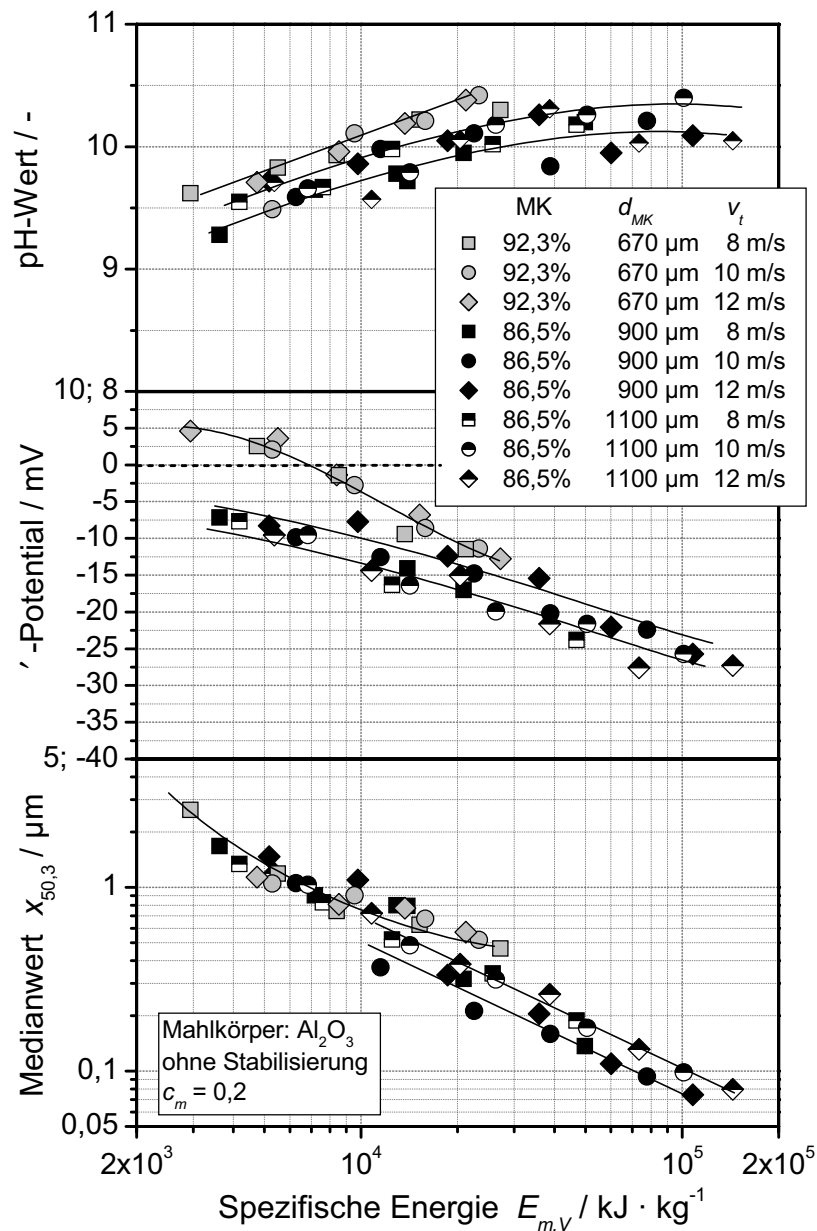 11
10
9
pH-Wert / -
MK d_MK v_t
92,3% 670 µm 8 m/s
92,3% 670 µm 10 m/s
92,3% 670 µm 12 m/s
86,5% 900 µm 8 m/s
86,5% 900 µm 10 m/s
86,5% 900 µm 12 m/s
86,5% 1100 µm 8 m/s
86,5% 1100 µm 10 m/s
86,5% 1100 µm 12 m/s
10; 8
5
0
-5
-10
-15
-20
-25
-30
-35
′-Potential / mV
5; -40
1
0,1
0,05
Medianwert x50,3 / µm
Mahlkörper: Al2O3
ohne Stabilisierung
c_m = 0,2
2x10³ 10⁴ 10⁵ 2x10⁵
Spezifische Energie E_m,V / kJ · kg⁻¹